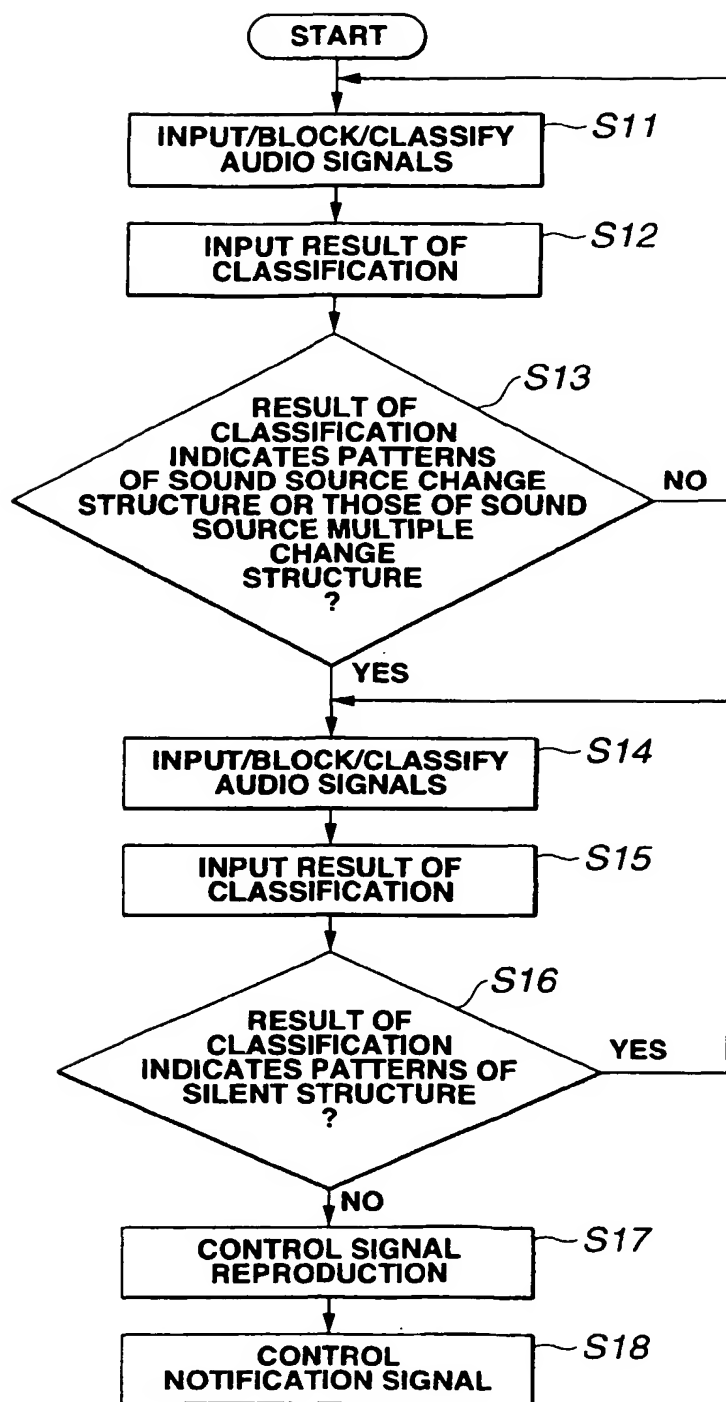 START
INPUT/BLOCK/CLASSIFY
AUDIO SIGNALS
S11
INPUT RESULT OF
CLASSIFICATION
S12
RESULT OF
CLASSIFICATION
INDICATES PATTERNS
OF SOUND SOURCE CHANGE
STRUCTURE OR THOSE OF SOUND
SOURCE MULTIPLE
CHANGE
STRUCTURE
?
S13
NO
YES
INPUT/BLOCK/CLASSIFY
AUDIO SIGNALS
S14
INPUT RESULT OF
CLASSIFICATION
S15
RESULT OF
CLASSIFICATION
INDICATES PATTERNS OF
SILENT STRUCTURE
?
S16
YES
NO
CONTROL SIGNAL
REPRODUCTION
S17
CONTROL
NOTIFICATION SIGNAL
S18